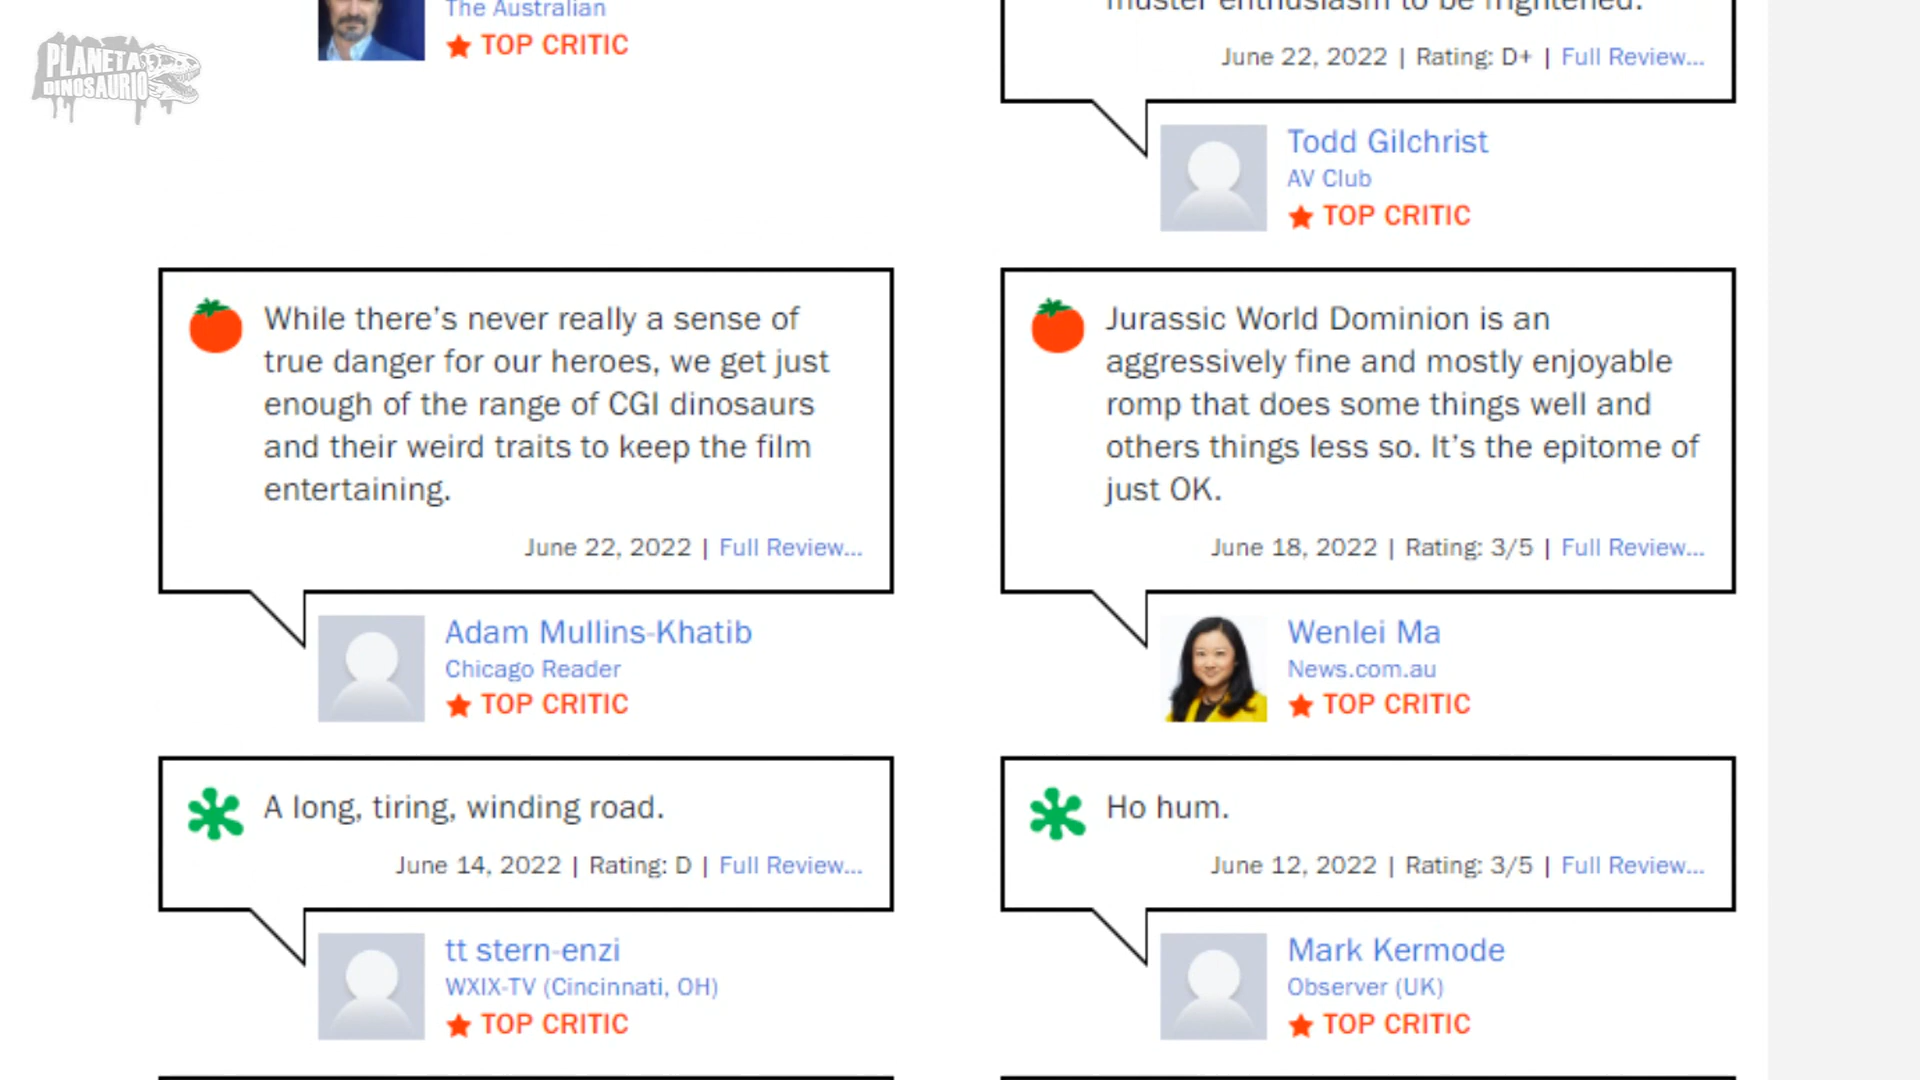 PLANETA
DINOSAURIO
The Australian
TOP CRITIC
muster enthusiasm to be frightened.
June 22, 2022 | Rating: D+ | Full Review...
Todd Gilchrist
AV Club
TOP CRITIC
While there’s never really a sense of
true danger for our heroes, we get just
enough of the range of CGI dinosaurs
and their weird traits to keep the film
entertaining.
June 22, 2022 | Full Review...
Adam Mullins-Khatib
Chicago Reader
TOP CRITIC
Jurassic World Dominion is an
aggressively fine and mostly enjoyable
romp that does some things well and
others things less so. It’s the epitome of
just OK.
June 18, 2022 | Rating: 3/5 | Full Review...
Wenlei Ma
News.com.au
TOP CRITIC
A long, tiring, winding road.
June 14, 2022 | Rating: D | Full Review...
tt stern-enzi
WXIX-TV (Cincinnati, OH)
TOP CRITIC
Ho hum.
June 12, 2022 | Rating: 3/5 | Full Review...
Mark Kermode
Observer (UK)
TOP CRITIC